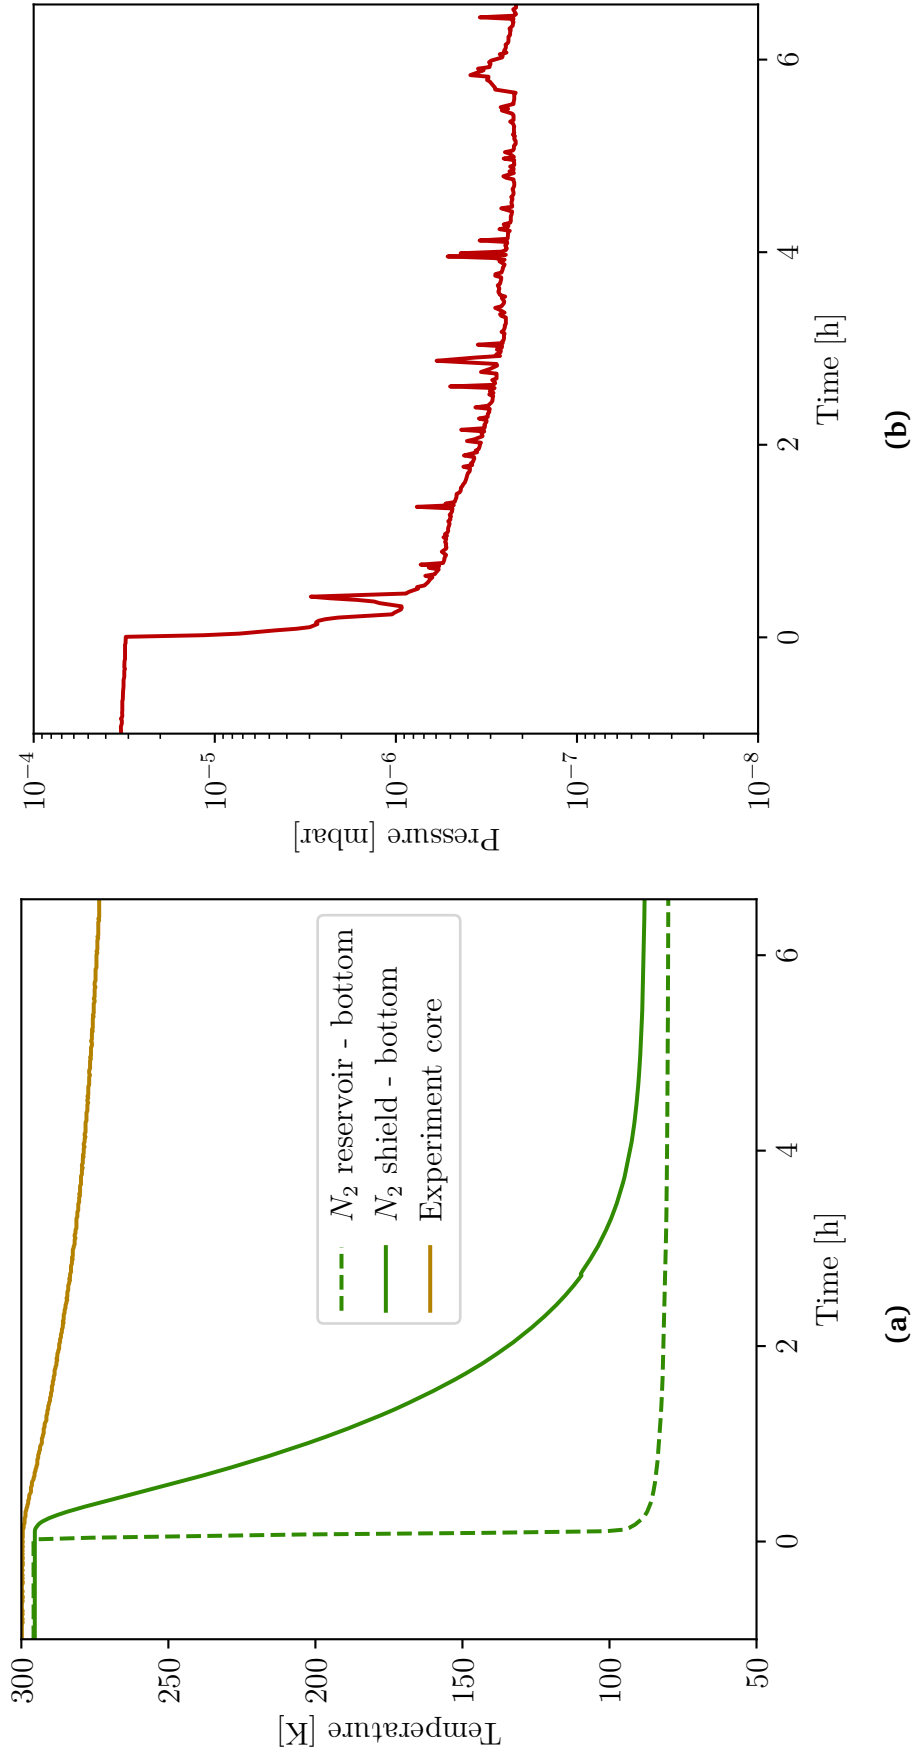 300
250
200
150
100
50
Temperature [K]
0
2
4
6
Time [h]
N₂ reservoir - bottom
N₂ shield - bottom
Experiment core
(a)
10⁻⁴
10⁻⁵
10⁻⁶
10⁻⁷
10⁻⁸
Pressure [mbar]
0
2
4
6
Time [h]
(b)